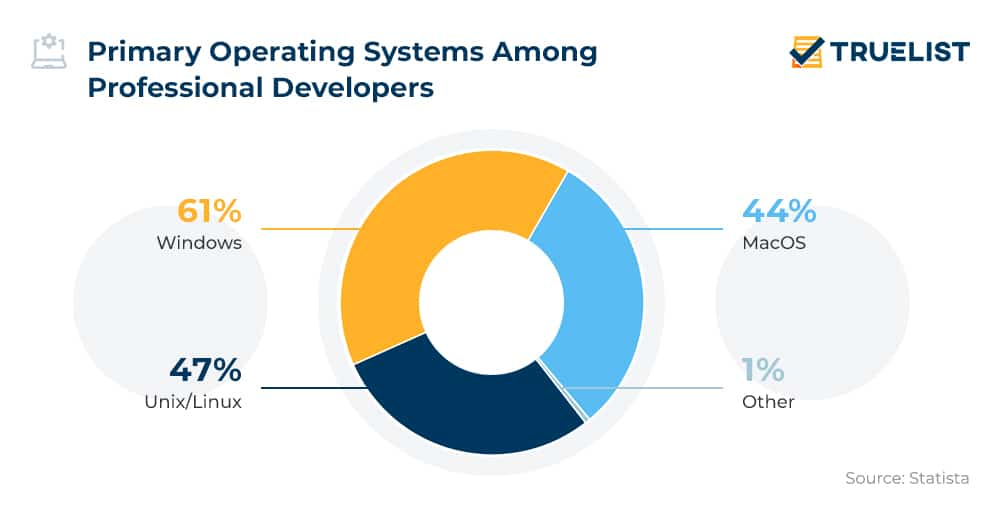 Primary Operating Systems Among
Professional Developers
TRUELIST
61%
Windows
44%
MacOS
47%
Unix/Linux
1%
Other
Source: Statista